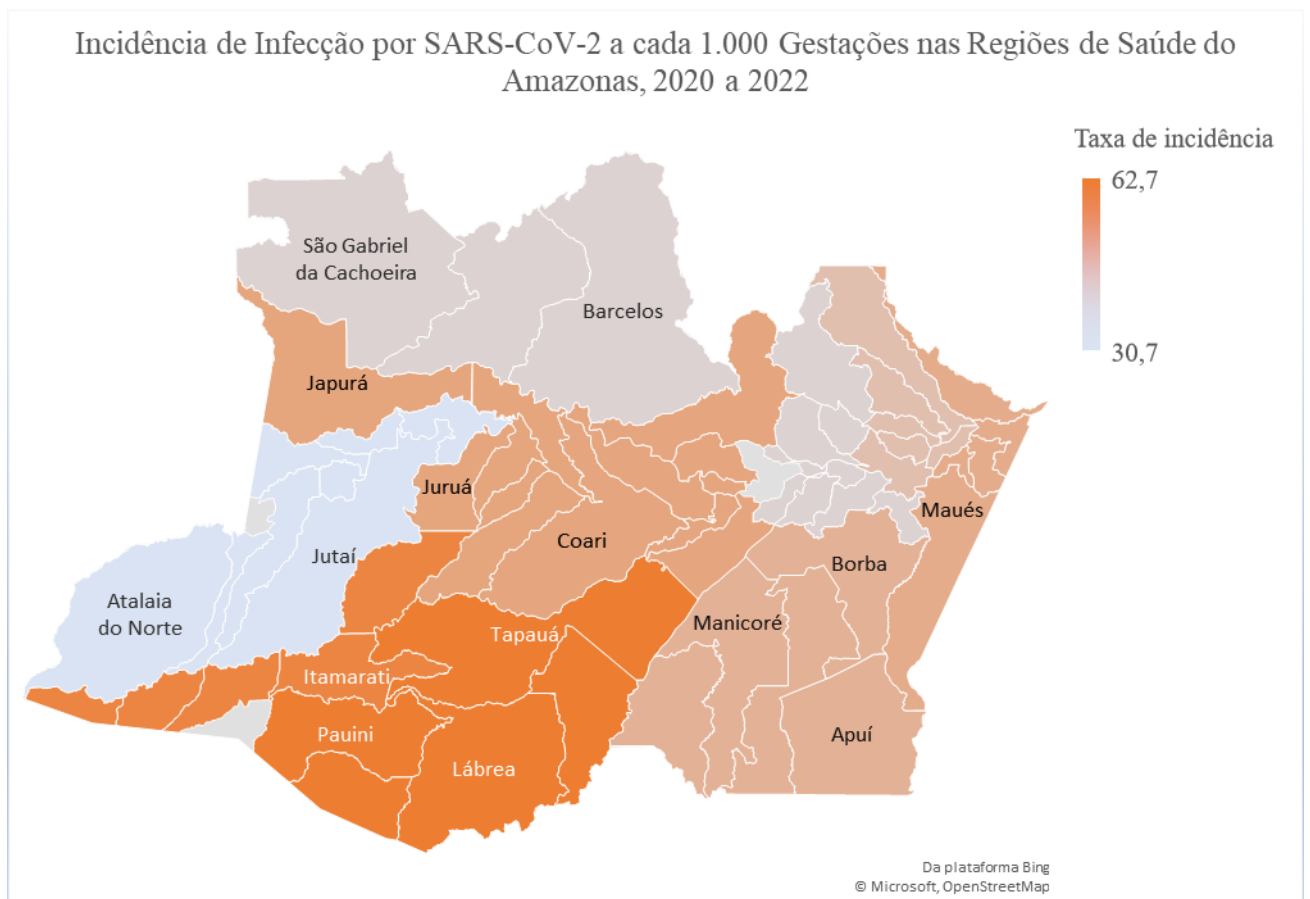 Incidência de Infecção por SARS-CoV-2 a cada 1.000 Gestações nas Regiões de Saúde do
Amazonas, 2020 a 2022
Taxa de incidência
62,7
30,7
São Gabriel
da Cachoeira
Barcelos
Japurá
Juruá
Maués
Coari
Jutaí
Borba
Atalaia
do Norte
Manicoré
Tapauá
Itamarati
Pauini
Apuí
Lábrea
Da plataforma Bing
© Microsoft, OpenStreetMap